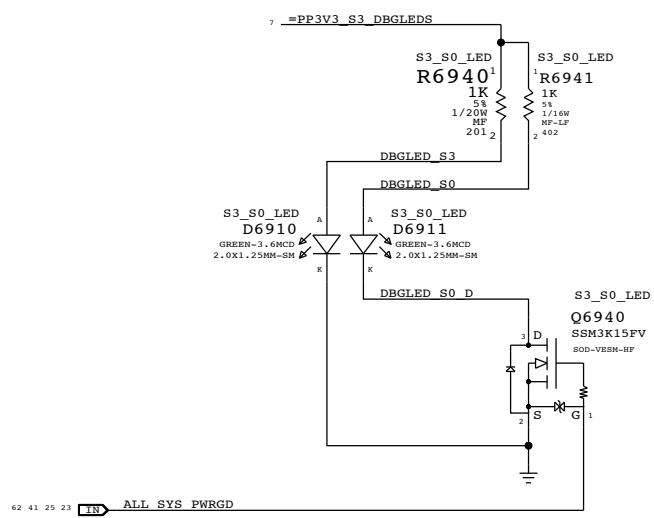 7 =PP3V3_S3_DBGLEDS
S3_S0_LED
R6940
1
1K
5%
1/20W
MF
201
2
S3_S0_LED
1
R6941
1K
5%
1/16W
MF-LF
402
2
DBGLED_S3
DBGLED_S0
S3_S0_LED
D6910
GREEN-3.6MCD
2.0X1.25MM-SM
A
K
A
K
S3_S0_LED
D6911
GREEN-3.6MCD
2.0X1.25MM-SM
DBGLED_S0_D
S3_S0_LED
Q6940
SSM3K15FV
SOD-VESM-HF
3 D
S G
2 1
62 41 25 23 IN ALL_SYS_PWRGD